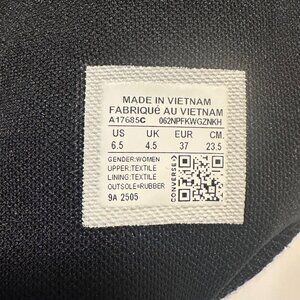 MADE IN VIETNAM
FABRIQUÉ AU VIETNAM
A17685C 062NPFKWGZNKH
US UK EUR CM.
6.5 4.5 37 23.5
GENDER:WOMEN
UPPER:TEXTILE
LINING:TEXTILE
OUTSOLE=RUBBER
9A 2505
CONVERSE